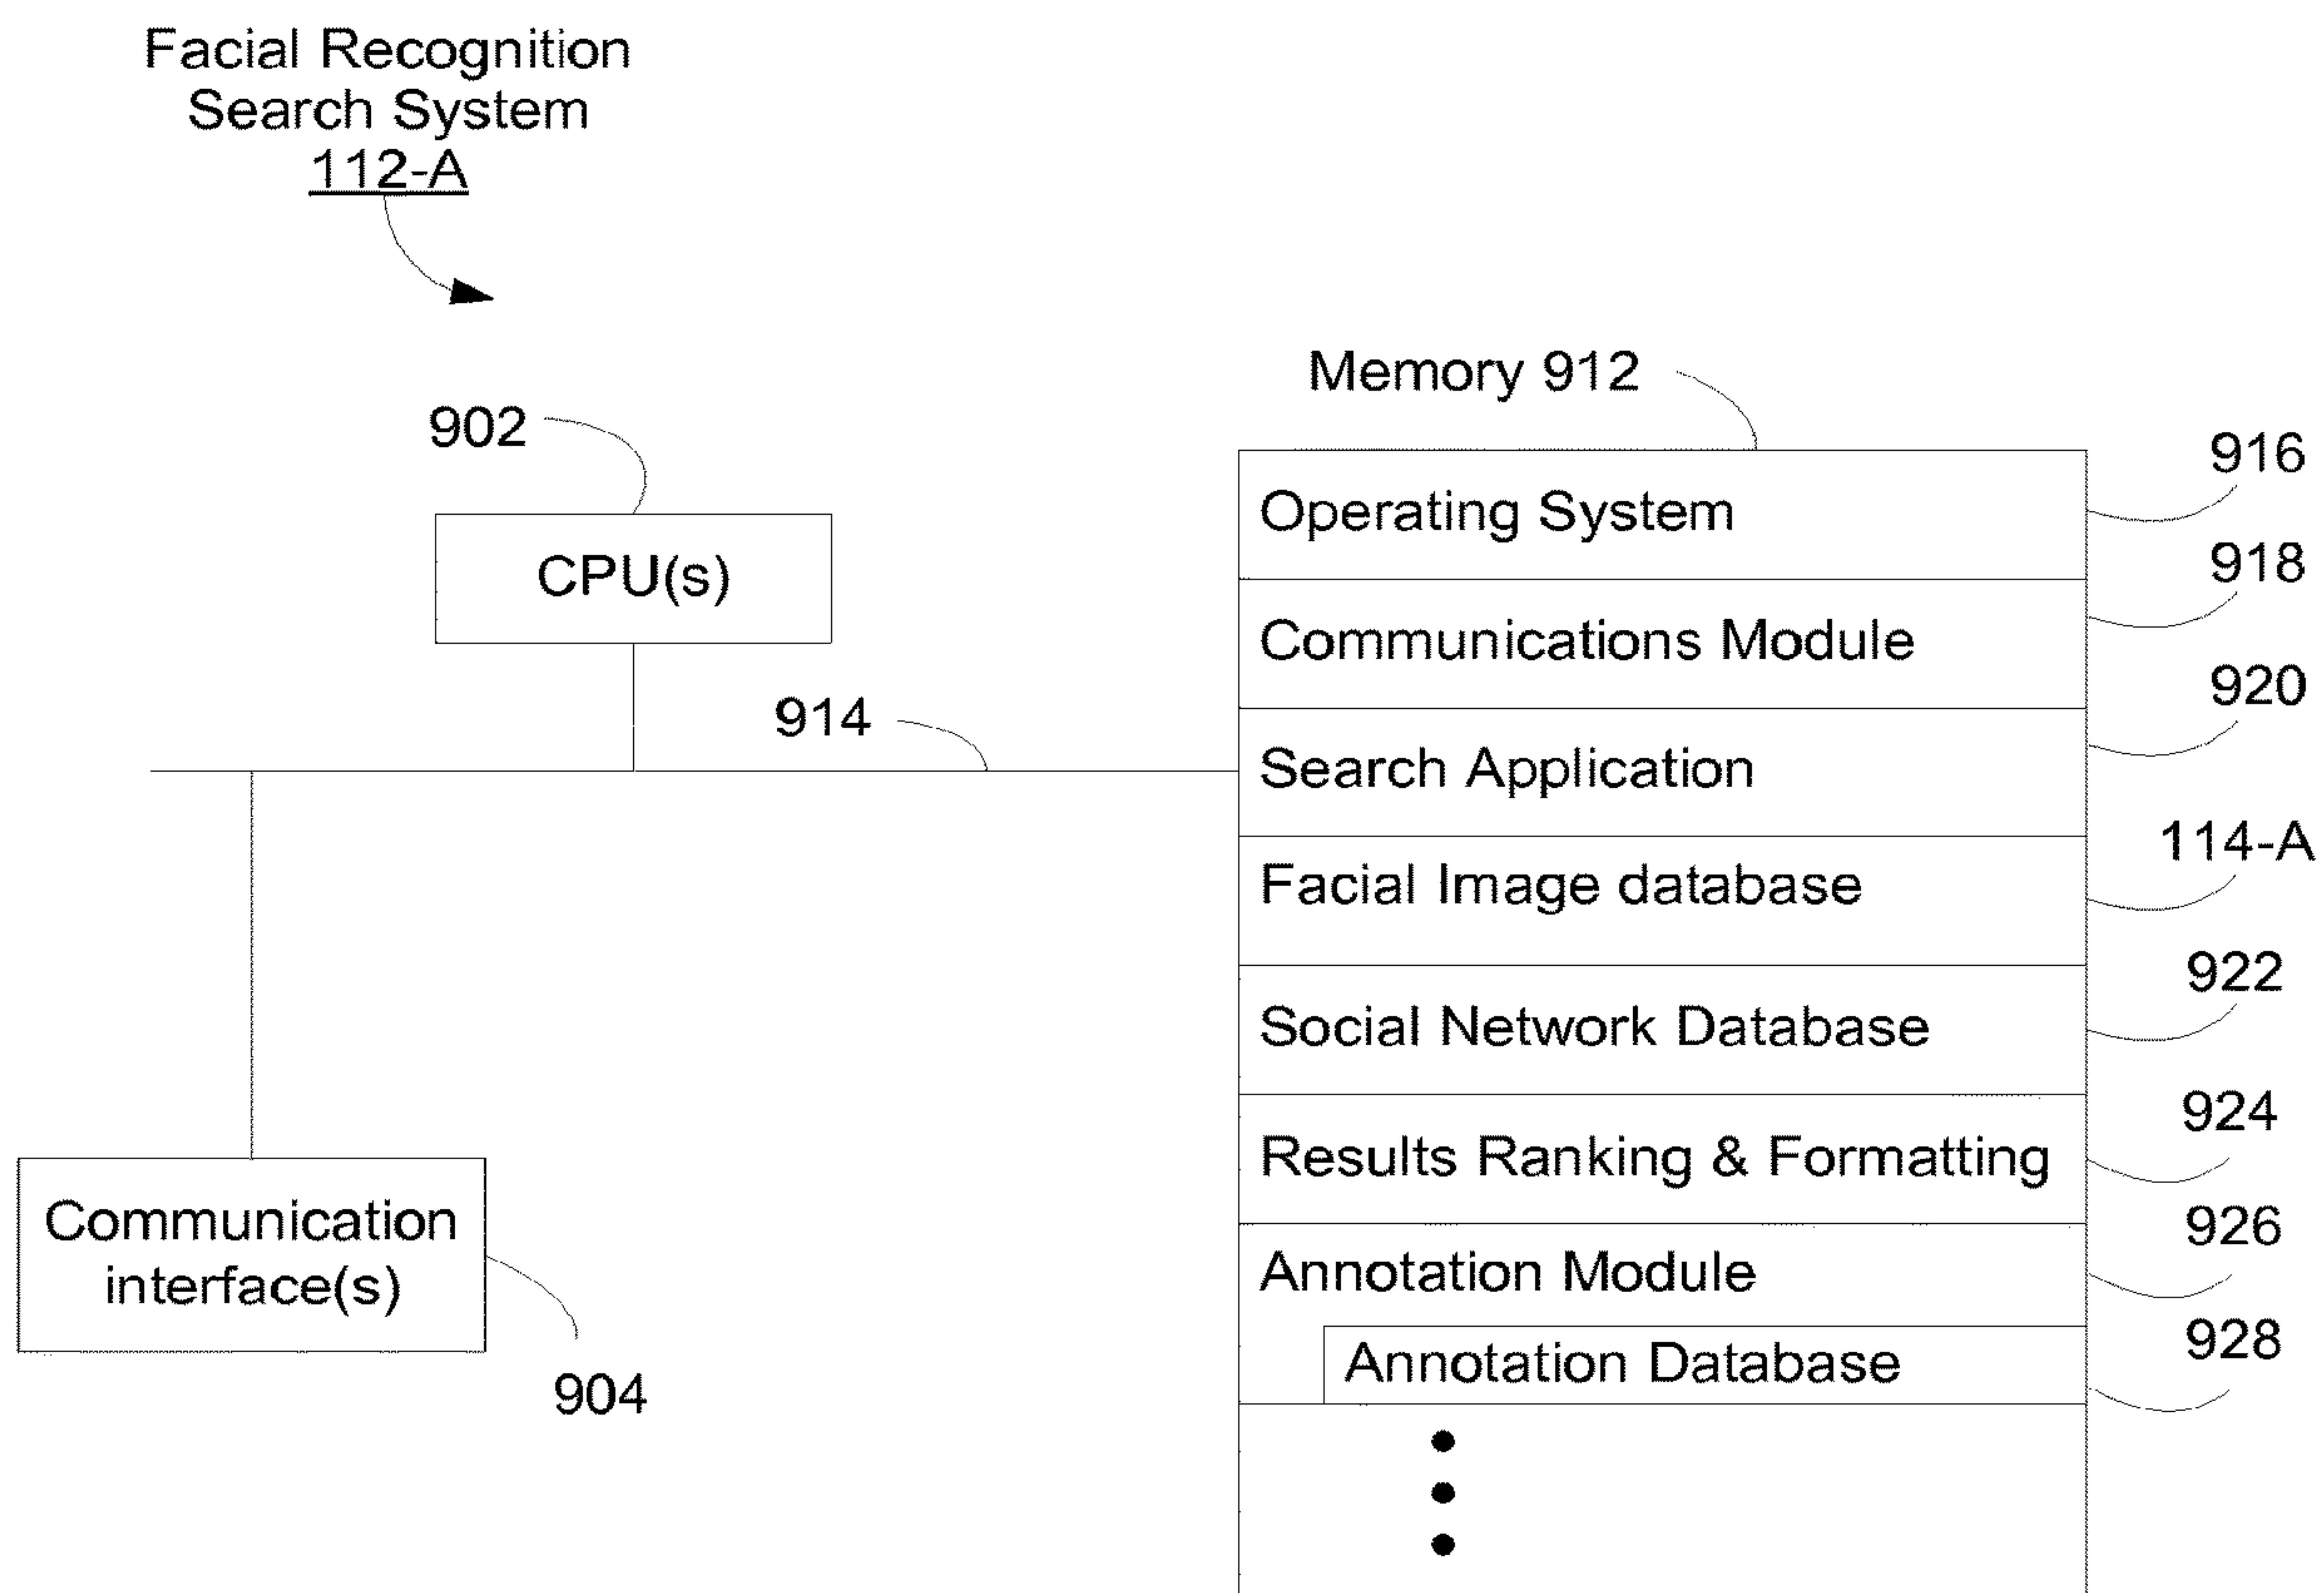 Facial Recognition
Search System
112-A
Memory 912
902
916
Operating System
CPU(s)
918
Communications Module
920
914
Search Application
114-A
Facial Image database
922
Social Network Database
924
Results Ranking & Formatting
926
Communication
interface(s)
Annotation Module
928
Annotation Database
904